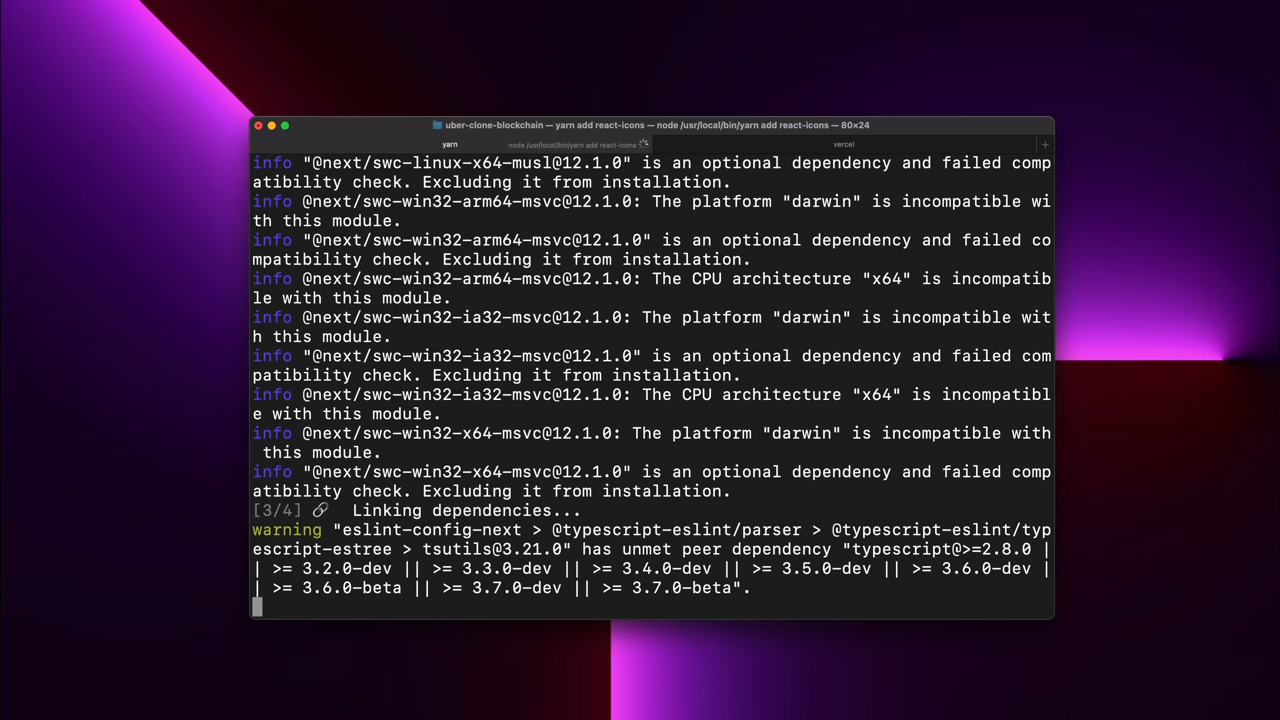 uber-clone-blockchain — yarn add react-icons — node /usr/local/bin/yarn add react-icons — 80×24
yarn
node /usr/local/bin/yarn add react-icons
vercel
info "@next/swc-linux-x64-musl@12.1.0" is an optional dependency and failed comp
atibility check. Excluding it from installation.
info @next/swc-win32-arm64-msvc@12.1.0: The platform "darwin" is incompatible wi
th this module.
info "@next/swc-win32-arm64-msvc@12.1.0" is an optional dependency and failed co
mpatibility check. Excluding it from installation.
info @next/swc-win32-arm64-msvc@12.1.0: The CPU architecture "x64" is incompatib
le with this module.
info @next/swc-win32-ia32-msvc@12.1.0: The platform "darwin" is incompatible wit
h this module.
info "@next/swc-win32-ia32-msvc@12.1.0" is an optional dependency and failed com
patibility check. Excluding it from installation.
info @next/swc-win32-ia32-msvc@12.1.0: The CPU architecture "x64" is incompatibl
e with this module.
info @next/swc-win32-x64-msvc@12.1.0: The platform "darwin" is incompatible with
 this module.
info "@next/swc-win32-x64-msvc@12.1.0" is an optional dependency and failed comp
atibility check. Excluding it from installation.
[3/4] 🔗  Linking dependencies...
warning "eslint-config-next > @typescript-eslint/parser > @typescript-eslint/typ
escript-estree > tsutils@3.21.0" has unmet peer dependency "typescript@>=2.8.0 |
| >= 3.2.0-dev || >= 3.3.0-dev || >= 3.4.0-dev || >= 3.5.0-dev || >= 3.6.0-dev |
| >= 3.6.0-beta || >= 3.7.0-dev || >= 3.7.0-beta".